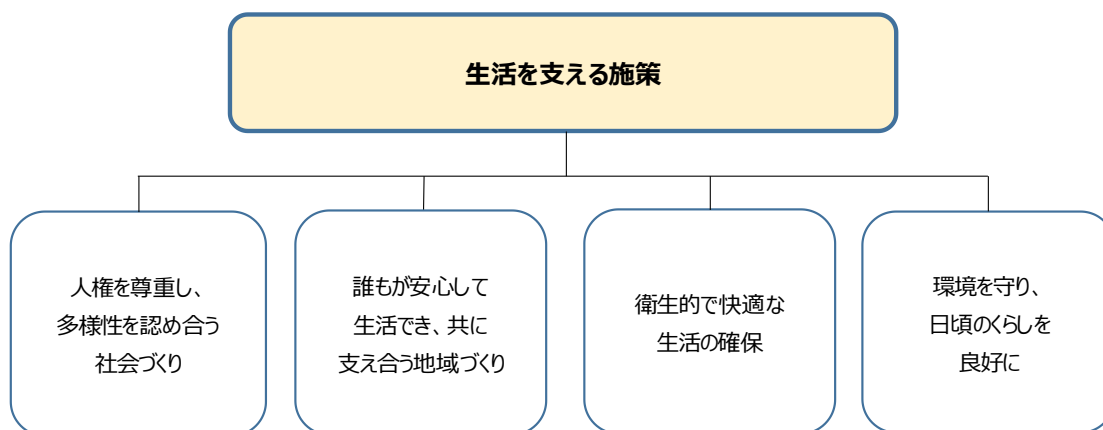 生活を支える施策
人権を尊重し、
多様性を認め合う
社会づくり
誰もが安心して
生活でき、共に
支え合う地域づくり
衛生的で快適な
生活の確保
環境を守り、
日頃のくらしを
良好に